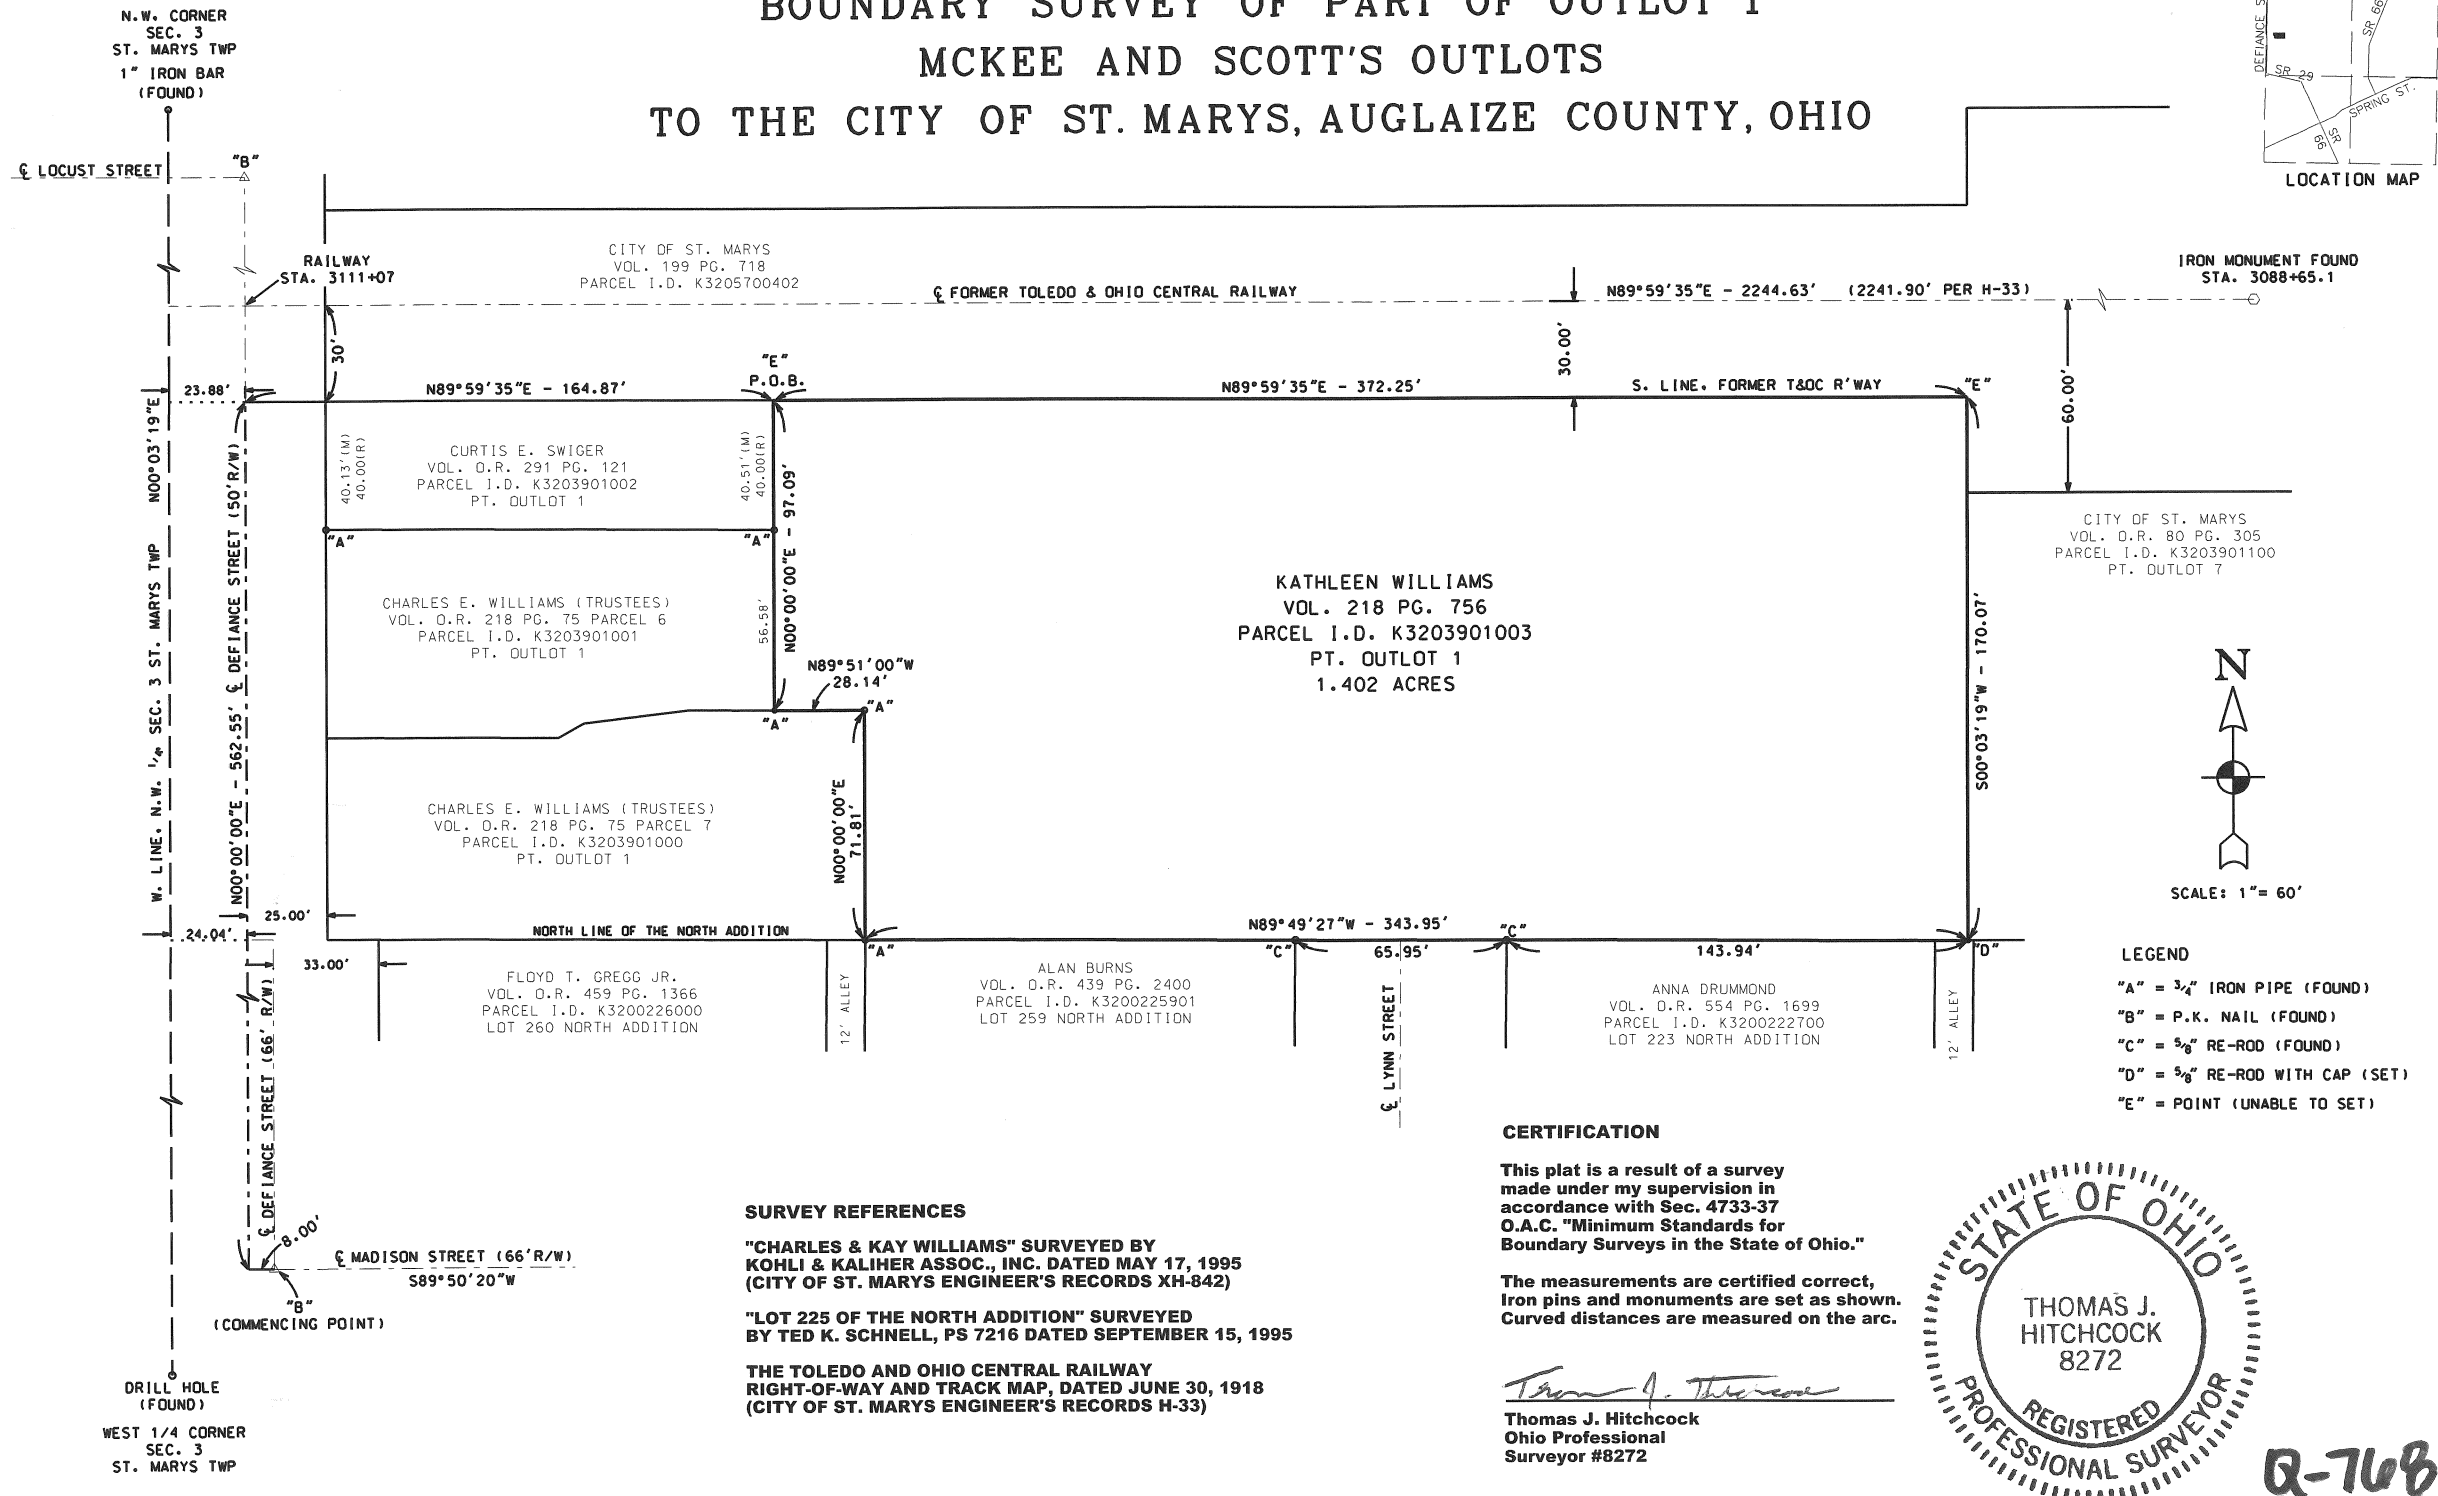 BOUNDARY SURVEY OF PART OF OUTLOT 1
MCKEE AND SCOTT'S OUTLOTS
TO THE CITY OF ST. MARYS, AUGLAIZE COUNTY, OHIO
N.W. CORNER
SEC. 3
ST. MARYS TWP
1" IRON BAR
(FOUND)
℄ LOCUST STREET
"B"
DEFIANCE
SR 66
SR 29
SPRING ST.
SR
66
LOCATION MAP
RAILWAY
STA. 3111+07
CITY OF ST. MARYS
VOL. 199 PG. 718
PARCEL I.D. K3205700402
℄ FORMER TOLEDO & OHIO CENTRAL RAILWAY
N89°59'35"E - 2244.63' (2241.90' PER H-33)
IRON MONUMENT FOUND
STA. 3088+65.1
30'
30.00'
60.00'
23.88'
N89°59'35"E - 164.87'
"E"
P.O.B.
N89°59'35"E - 372.25'
S. LINE. FORMER T&OC R'WAY
"E"
W. LINE. N.W. 1/4 SEC. 3 ST. MARYS TWP N00°03'19"E
N00°00'00"E - 562.55' ℄ DEFIANCE STREET (50'R/W)
40.13'(M)
40.00(R)
CURTIS E. SWIGER
VOL. O.R. 291 PG. 121
PARCEL I.D. K3203901002
PT. OUTLOT 1
40.51'(M)
40.00(R)
N00°00'00"E - 97.09'
"A"
"A"
CHARLES E. WILLIAMS (TRUSTEES)
VOL. O.R. 218 PG. 75 PARCEL 6
PARCEL I.D. K3203901001
PT. OUTLOT 1
56.58'
N89°51'00"W
28.14'
"A"
"A"
KATHLEEN WILLIAMS
VOL. 218 PG. 756
PARCEL I.D. K3203901003
PT. OUTLOT 1
1.402 ACRES
S00°03'19"W - 170.07'
CITY OF ST. MARYS
VOL. O.R. 80 PG. 305
PARCEL I.D. K3203901100
PT. OUTLOT 7
N
SCALE: 1"= 60'
CHARLES E. WILLIAMS (TRUSTEES)
VOL. O.R. 218 PG. 75 PARCEL 7
PARCEL I.D. K3203901000
PT. OUTLOT 1
N00°00'00"E
71.81'
25.00'
24.04'
33.00'
NORTH LINE OF THE NORTH ADDITION
"A"
N89°49'27"W - 343.95'
"C"
65.95'
"C"
143.94'
"D"
FLOYD T. GREGG JR.
VOL. O.R. 459 PG. 1366
PARCEL I.D. K3200226000
LOT 260 NORTH ADDITION
12' ALLEY
ALAN BURNS
VOL. O.R. 439 PG. 2400
PARCEL I.D. K3200225901
LOT 259 NORTH ADDITION
℄ LYNN STREET
ANNA DRUMMOND
VOL. O.R. 554 PG. 1699
PARCEL I.D. K3200222700
LOT 223 NORTH ADDITION
12' ALLEY
LEGEND
"A" = 3/4" IRON PIPE (FOUND)
"B" = P.K. NAIL (FOUND)
"C" = 5/8" RE-ROD (FOUND)
"D" = 5/8" RE-ROD WITH CAP (SET)
"E" = POINT (UNABLE TO SET)
℄ DEFIANCE STREET (66' R/W)
8.00'
℄ MADISON STREET (66'R/W)
S89°50'20"W
"B"
(COMMENCING POINT)
DRILL HOLE
(FOUND)
WEST 1/4 CORNER
SEC. 3
ST. MARYS TWP
SURVEY REFERENCES
"CHARLES & KAY WILLIAMS" SURVEYED BY
KOHLI & KALIHER ASSOC., INC. DATED MAY 17, 1995
(CITY OF ST. MARYS ENGINEER'S RECORDS XH-842)
"LOT 225 OF THE NORTH ADDITION" SURVEYED
BY TED K. SCHNELL, PS 7216 DATED SEPTEMBER 15, 1995
THE TOLEDO AND OHIO CENTRAL RAILWAY
RIGHT-OF-WAY AND TRACK MAP, DATED JUNE 30, 1918
(CITY OF ST. MARYS ENGINEER'S RECORDS H-33)
CERTIFICATION
This plat is a result of a survey
made under my supervision in
accordance with Sec. 4733-37
O.A.C. "Minimum Standards for
Boundary Surveys in the State of Ohio."
The measurements are certified correct,
Iron pins and monuments are set as shown.
Curved distances are measured on the arc.
Thomas J. Hitchcock
Ohio Professional
Surveyor #8272
STATE OF OHIO
THOMAS J.
HITCHCOCK
8272
REGISTERED
PROFESSIONAL SURVEYOR
Q-768